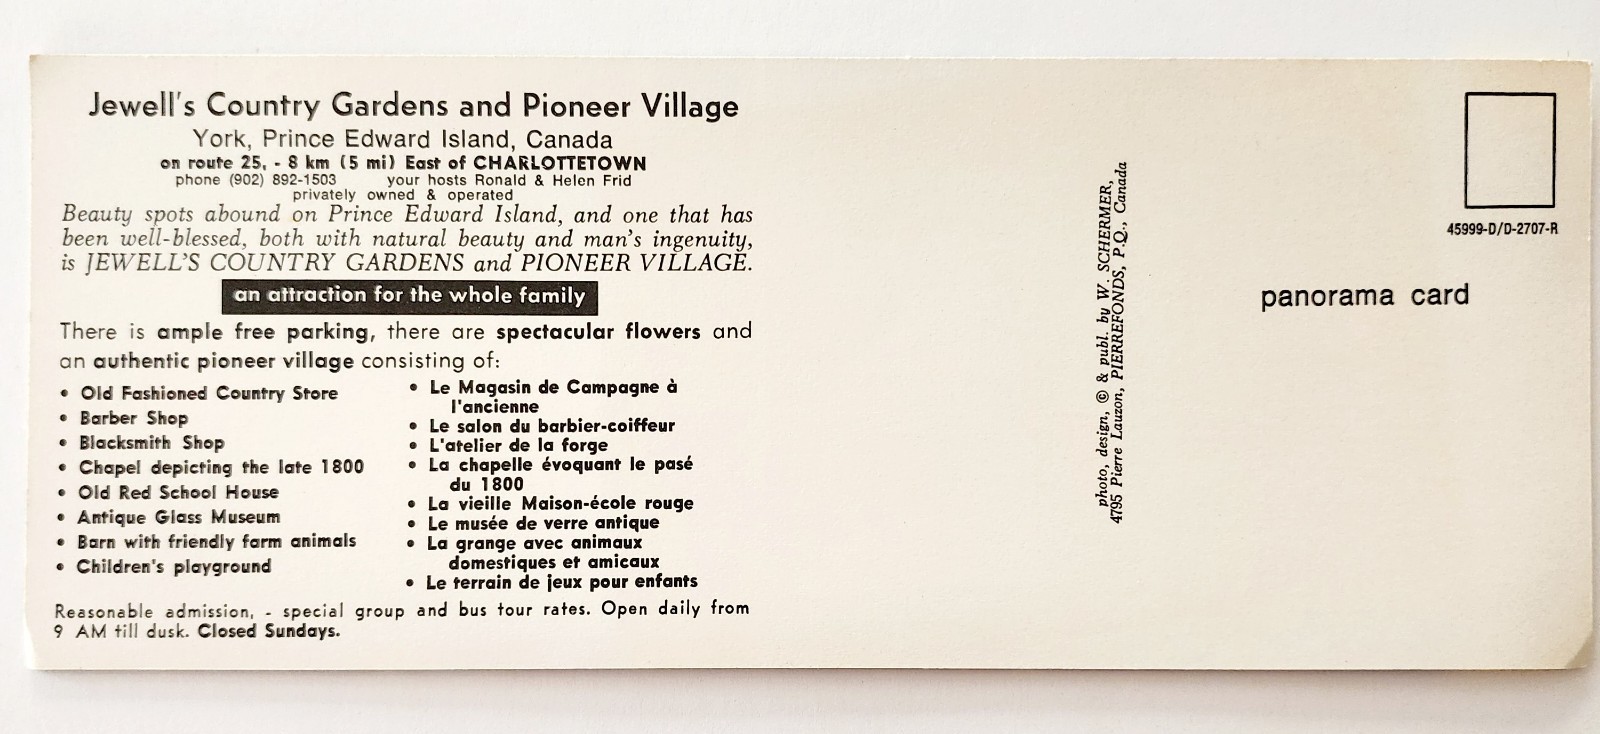 Jewell's Country Gardens and Pioneer Village
York, Prince Edward Island, Canada
on route 25, - 8 km (5 mi) East of CHARLOTTETOWN
phone (902) 892-1503 your hosts Ronald & Helen Frid
privately owned & operated
Beauty spots abound on Prince Edward Island, and one that has
been well-blessed, both with natural beauty and man's ingenuity,
is JEWELL'S COUNTRY GARDENS and PIONEER VILLAGE.
an attraction for the whole family
There is ample free parking, there are spectacular flowers and
an authentic pioneer village consisting of:
• Old Fashioned Country Store
• Barber Shop
• Blacksmith Shop
• Chapel depicting the late 1800
• Old Red School House
• Antique Glass Museum
• Barn with friendly farm animals
• Children's playground
• Le Magasin de Campagne à
l'ancienne
• Le salon du barbier-coiffeur
• L'atelier de la forge
• La chapelle évoquant le pasé
du 1800
• La vieille Maison-école rouge
• Le musée de verre antique
• La grange avec animaux
domestiques et amicaux
• Le terrain de jeux pour enfants
Reasonable admission, - special group and bus tour rates. Open daily from
9 AM till dusk. Closed Sundays.
photo, design, © & publ. by W. SCHERMER,
4795 Pierre Lauzon, PIERREFONDS, P.Q., Canada
45999-D/D-2707-R
panorama card